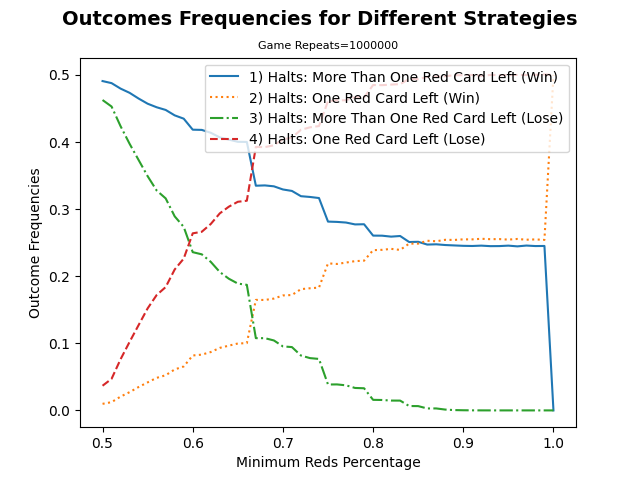 Outcomes Frequencies for Different Strategies
Game Repeats=1000000
1) Halts: More Than One Red Card Left (Win)
2) Halts: One Red Card Left (Win)
3) Halts: More Than One Red Card Left (Lose)
4) Halts: One Red Card Left (Lose)
Outcome Frequencies
0.5
0.4
0.3
0.2
0.1
0.0
0.5 0.6 0.7 0.8 0.9 1.0
Minimum Reds Percentage